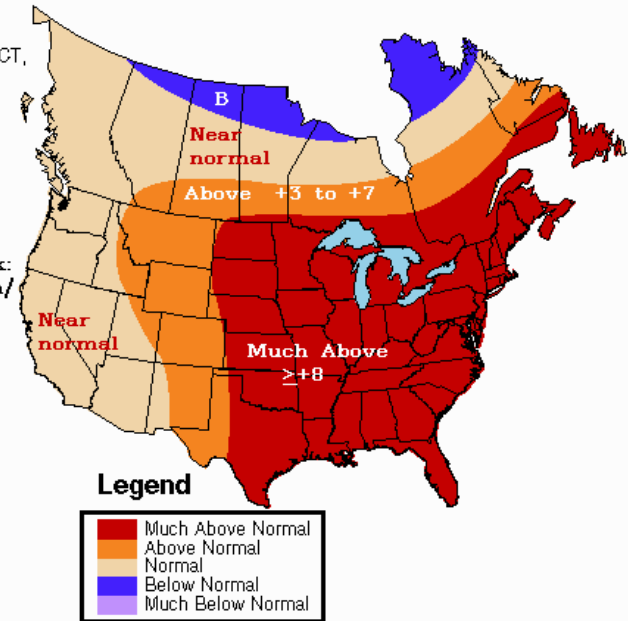 CT,
B
Near
normal
Above +3 to +7
Near
normal
Much Above
≥+8
Legend
Much Above Normal
Above Normal
Normal
Below Normal
Much Below Normal